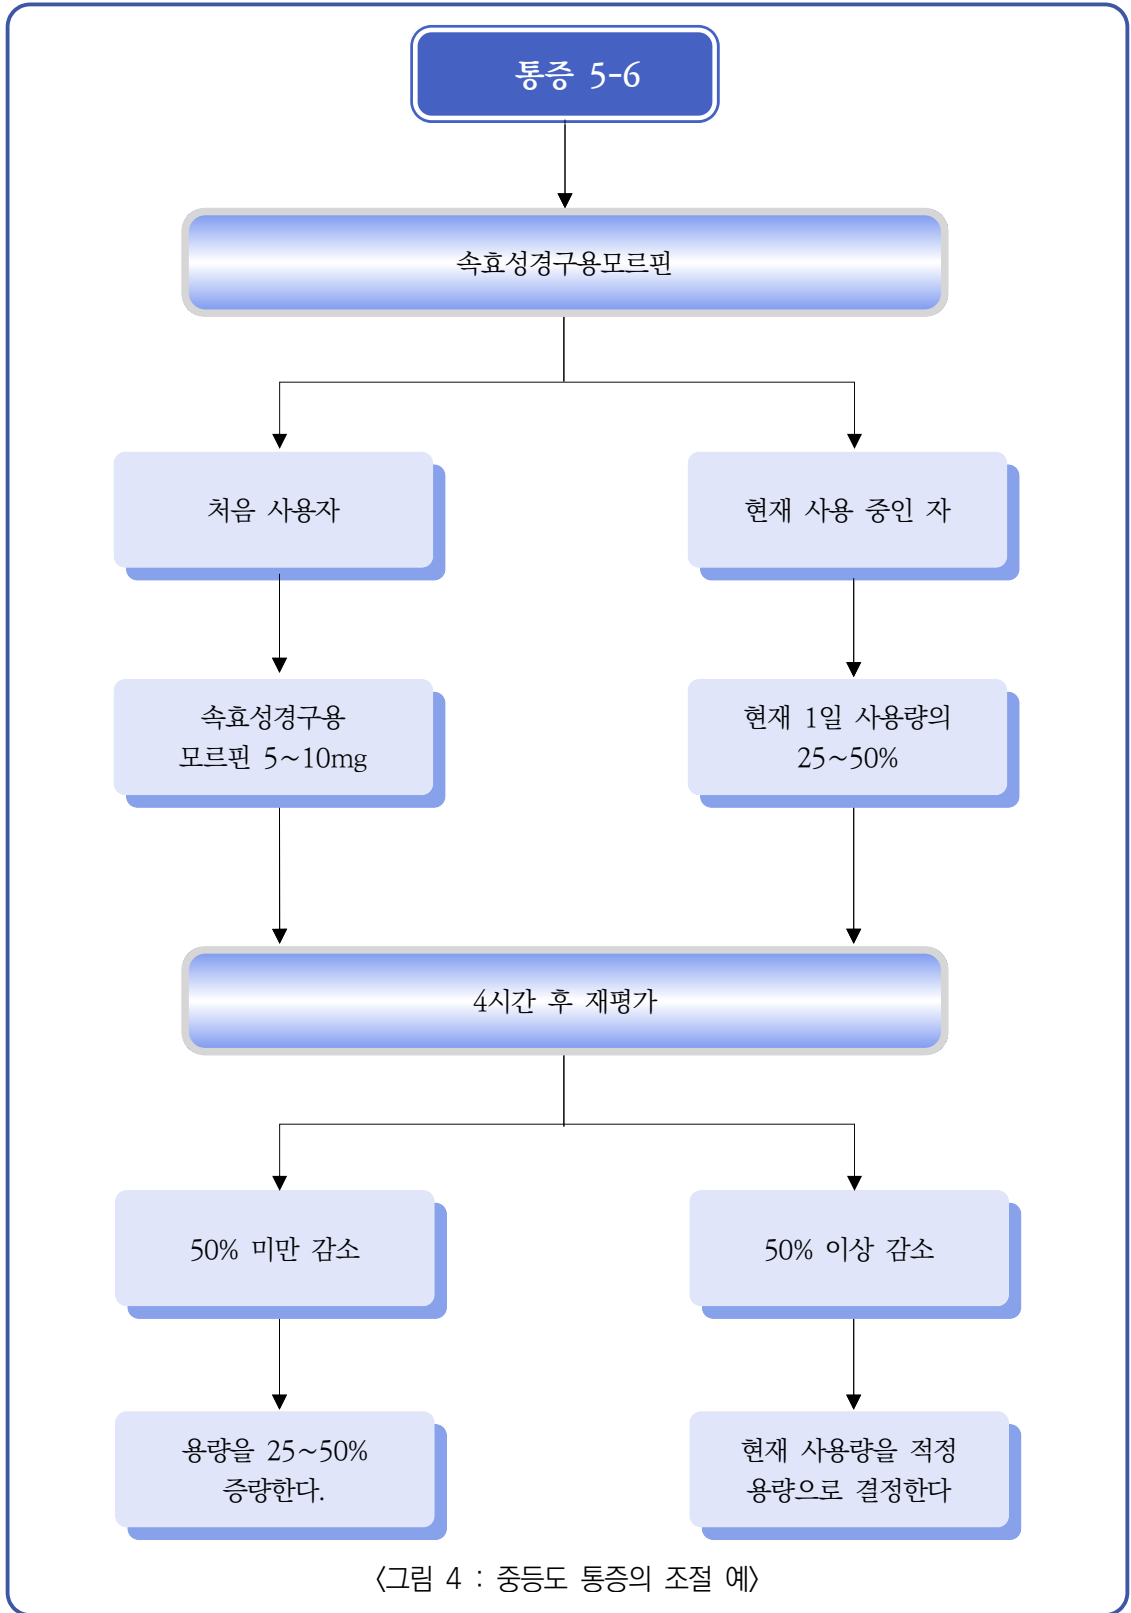 통증 5-6
속효성경구용모르핀
처음 사용자
현재 사용 중인 자
속효성경구용
모르핀 5~10mg
현재 1일 사용량의
25~50%
4시간 후 재평가
50% 미만 감소
50% 이상 감소
용량을 25~50%
증량한다.
현재 사용량을 적정
용량으로 결정한다
〈그림 4 : 중등도 통증의 조절 예〉